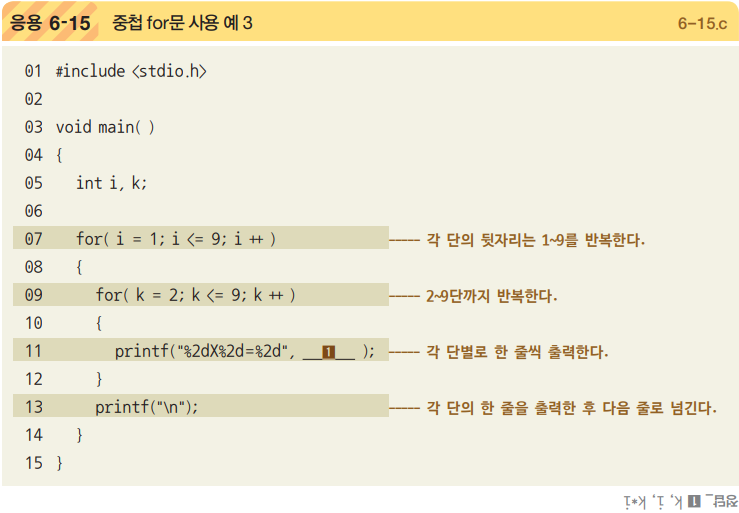 응용 6-15 중첩 for문 사용 예 3 6-15.c
01 #include <stdio.h>
02
03 void main( )
04 {
05 int i, k;
06
07 for( i = 1; i <= 9; i ++ ) ----- 각 단의 뒷자리는 1~9를 반복한다.
08 {
09 for( k = 2; k <= 9; k ++ ) ----- 2~9단까지 반복한다.
10 {
11 printf("%2dX%2d=%2d", __1__ ); ----- 각 단별로 한 줄씩 출력한다.
12 }
13 printf("\n"); ----- 각 단의 한 줄을 출력한 후 다음 줄로 넘긴다.
14 }
15 }
정답_ 1 k, i, k*i